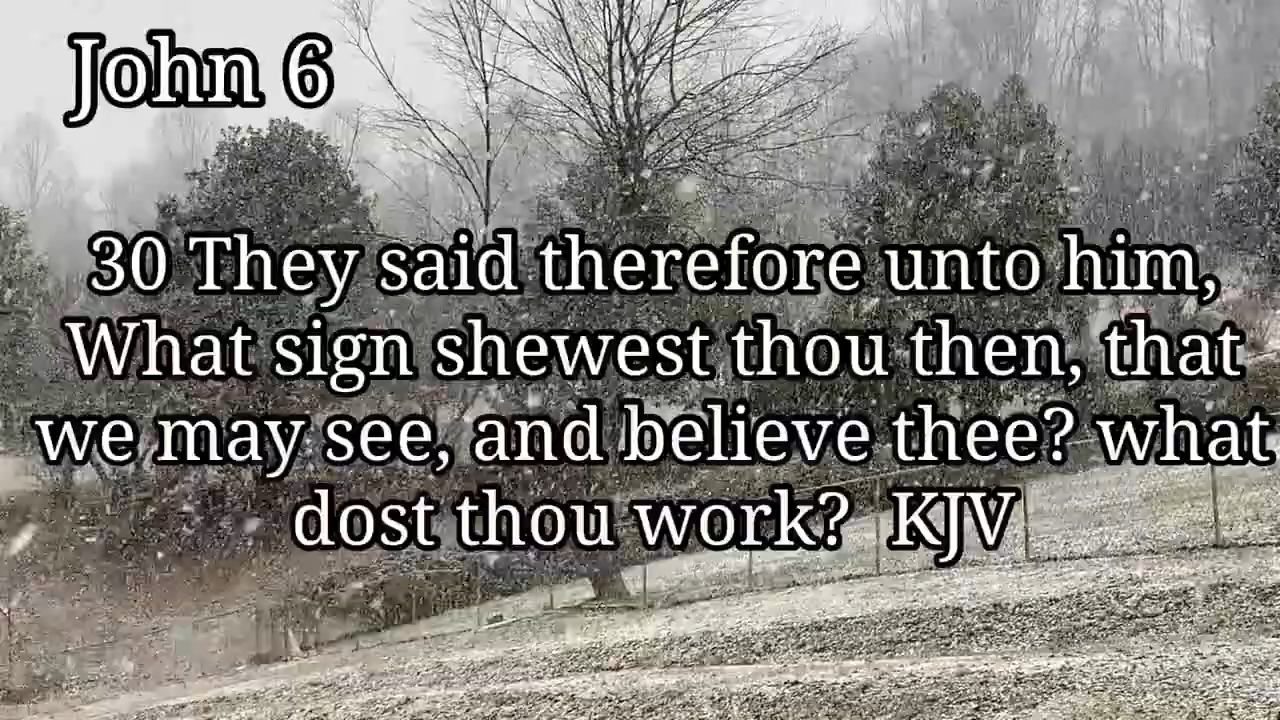 John 6
30 They said therefore unto him,
What sign shewest thou then, that
we may see, and believe thee? what
dost thou work?  KJV